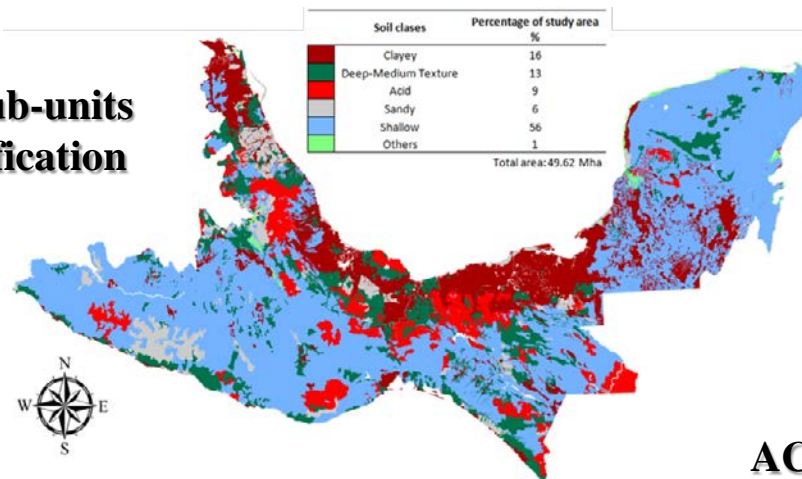 Soil clases Percentage of study area
%
Clayey 16
Deep-Medium Texture 13
Acid 9
Sandy 6
Shallow 56
Others 1
Total area: 49.62 Mha
ub-units
fication
N
W E
S
AC